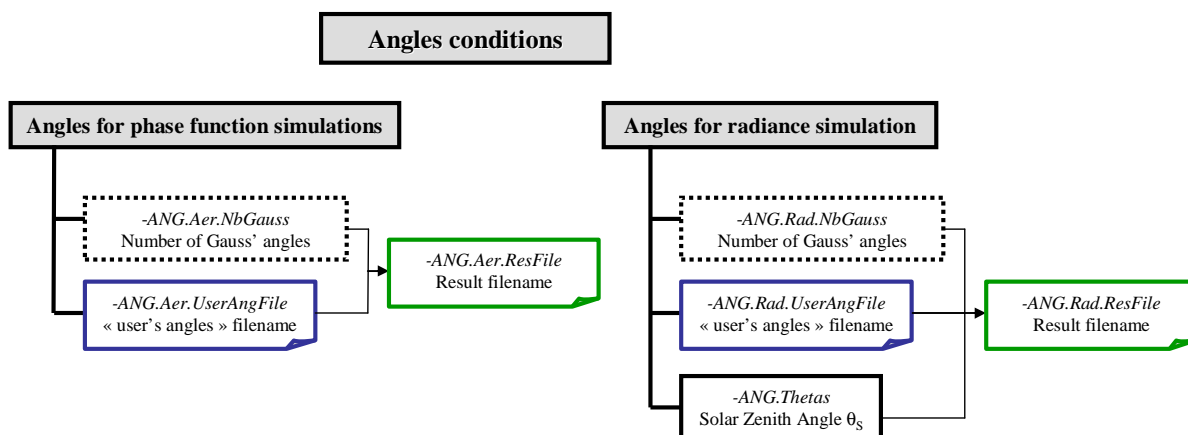 Angles conditions
Angles for phase function simulations
-ANG.Aer.NbGauss
Number of Gauss' angles
-ANG.Aer.UserAngFile
« user's angles » filename
-ANG.Aer.ResFile
Result filename
Angles for radiance simulation
-ANG.Rad.NbGauss
Number of Gauss' angles
-ANG.Rad.UserAngFile
« user's angles » filename
-ANG.Thetas
Solar Zenith Angle θS
-ANG.Rad.ResFile
Result filename